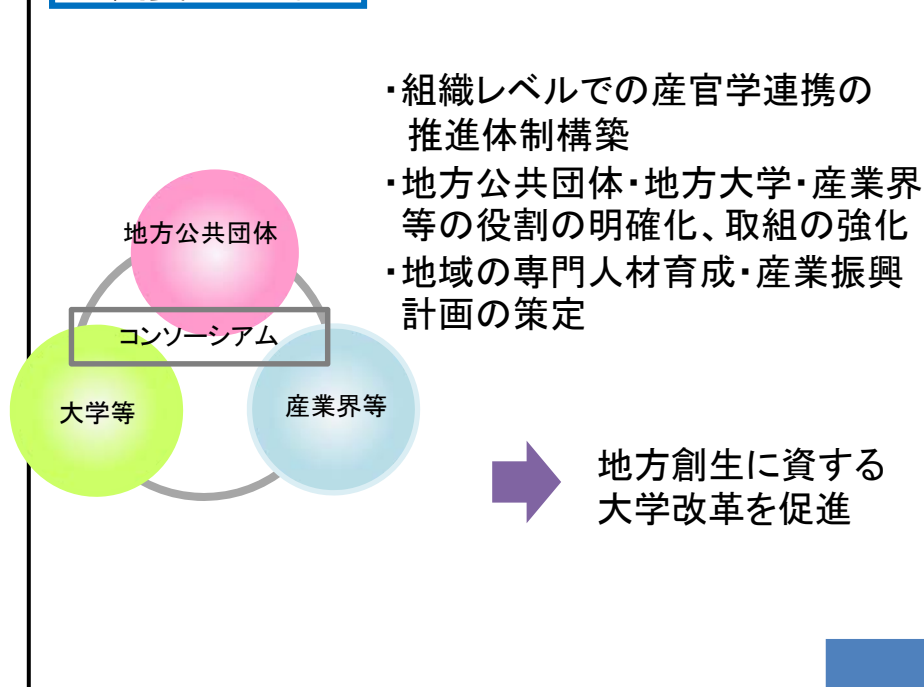 ・組織レベルでの産官学連携の
推進体制構築
・地方公共団体・地方大学・産業界
等の役割の明確化、取組の強化
・地域の専門人材育成・産業振興
計画の策定
地方公共団体
コンソーシアム
大学等
産業界等
地方創生に資する
大学改革を促進